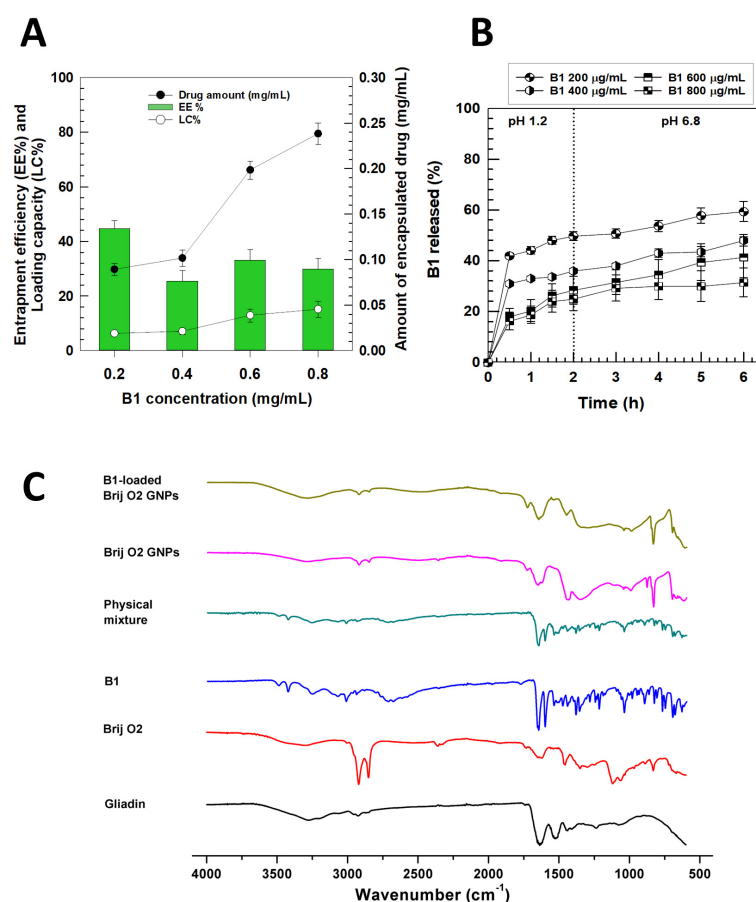 A
Entrapment efficiency (EE%) and
Loading capacity (LC%)
100
80
60
40
20
0
Drug amount (mg/mL)
EE %
LC%
0.30
0.25
0.20
0.15
0.10
0.05
0.00
Amount of encapsulated drug (mg/mL)
0.2 0.4 0.6 0.8
B1 concentration (mg/mL)
B
B1 200 µg/mL B1 600 µg/mL
B1 400 µg/mL B1 800 µg/mL
B1 released (%)
100
80
60
40
20
0
pH 1.2 pH 6.8
0 1 2 3 4 5 6
Time (h)
C
B1-loaded
Brij O2 GNPs
Brij O2 GNPs
Physical
mixture
B1
Brij O2
Gliadin
4000 3500 3000 2500 2000 1500 1000 500
Wavenumber (cm⁻¹)